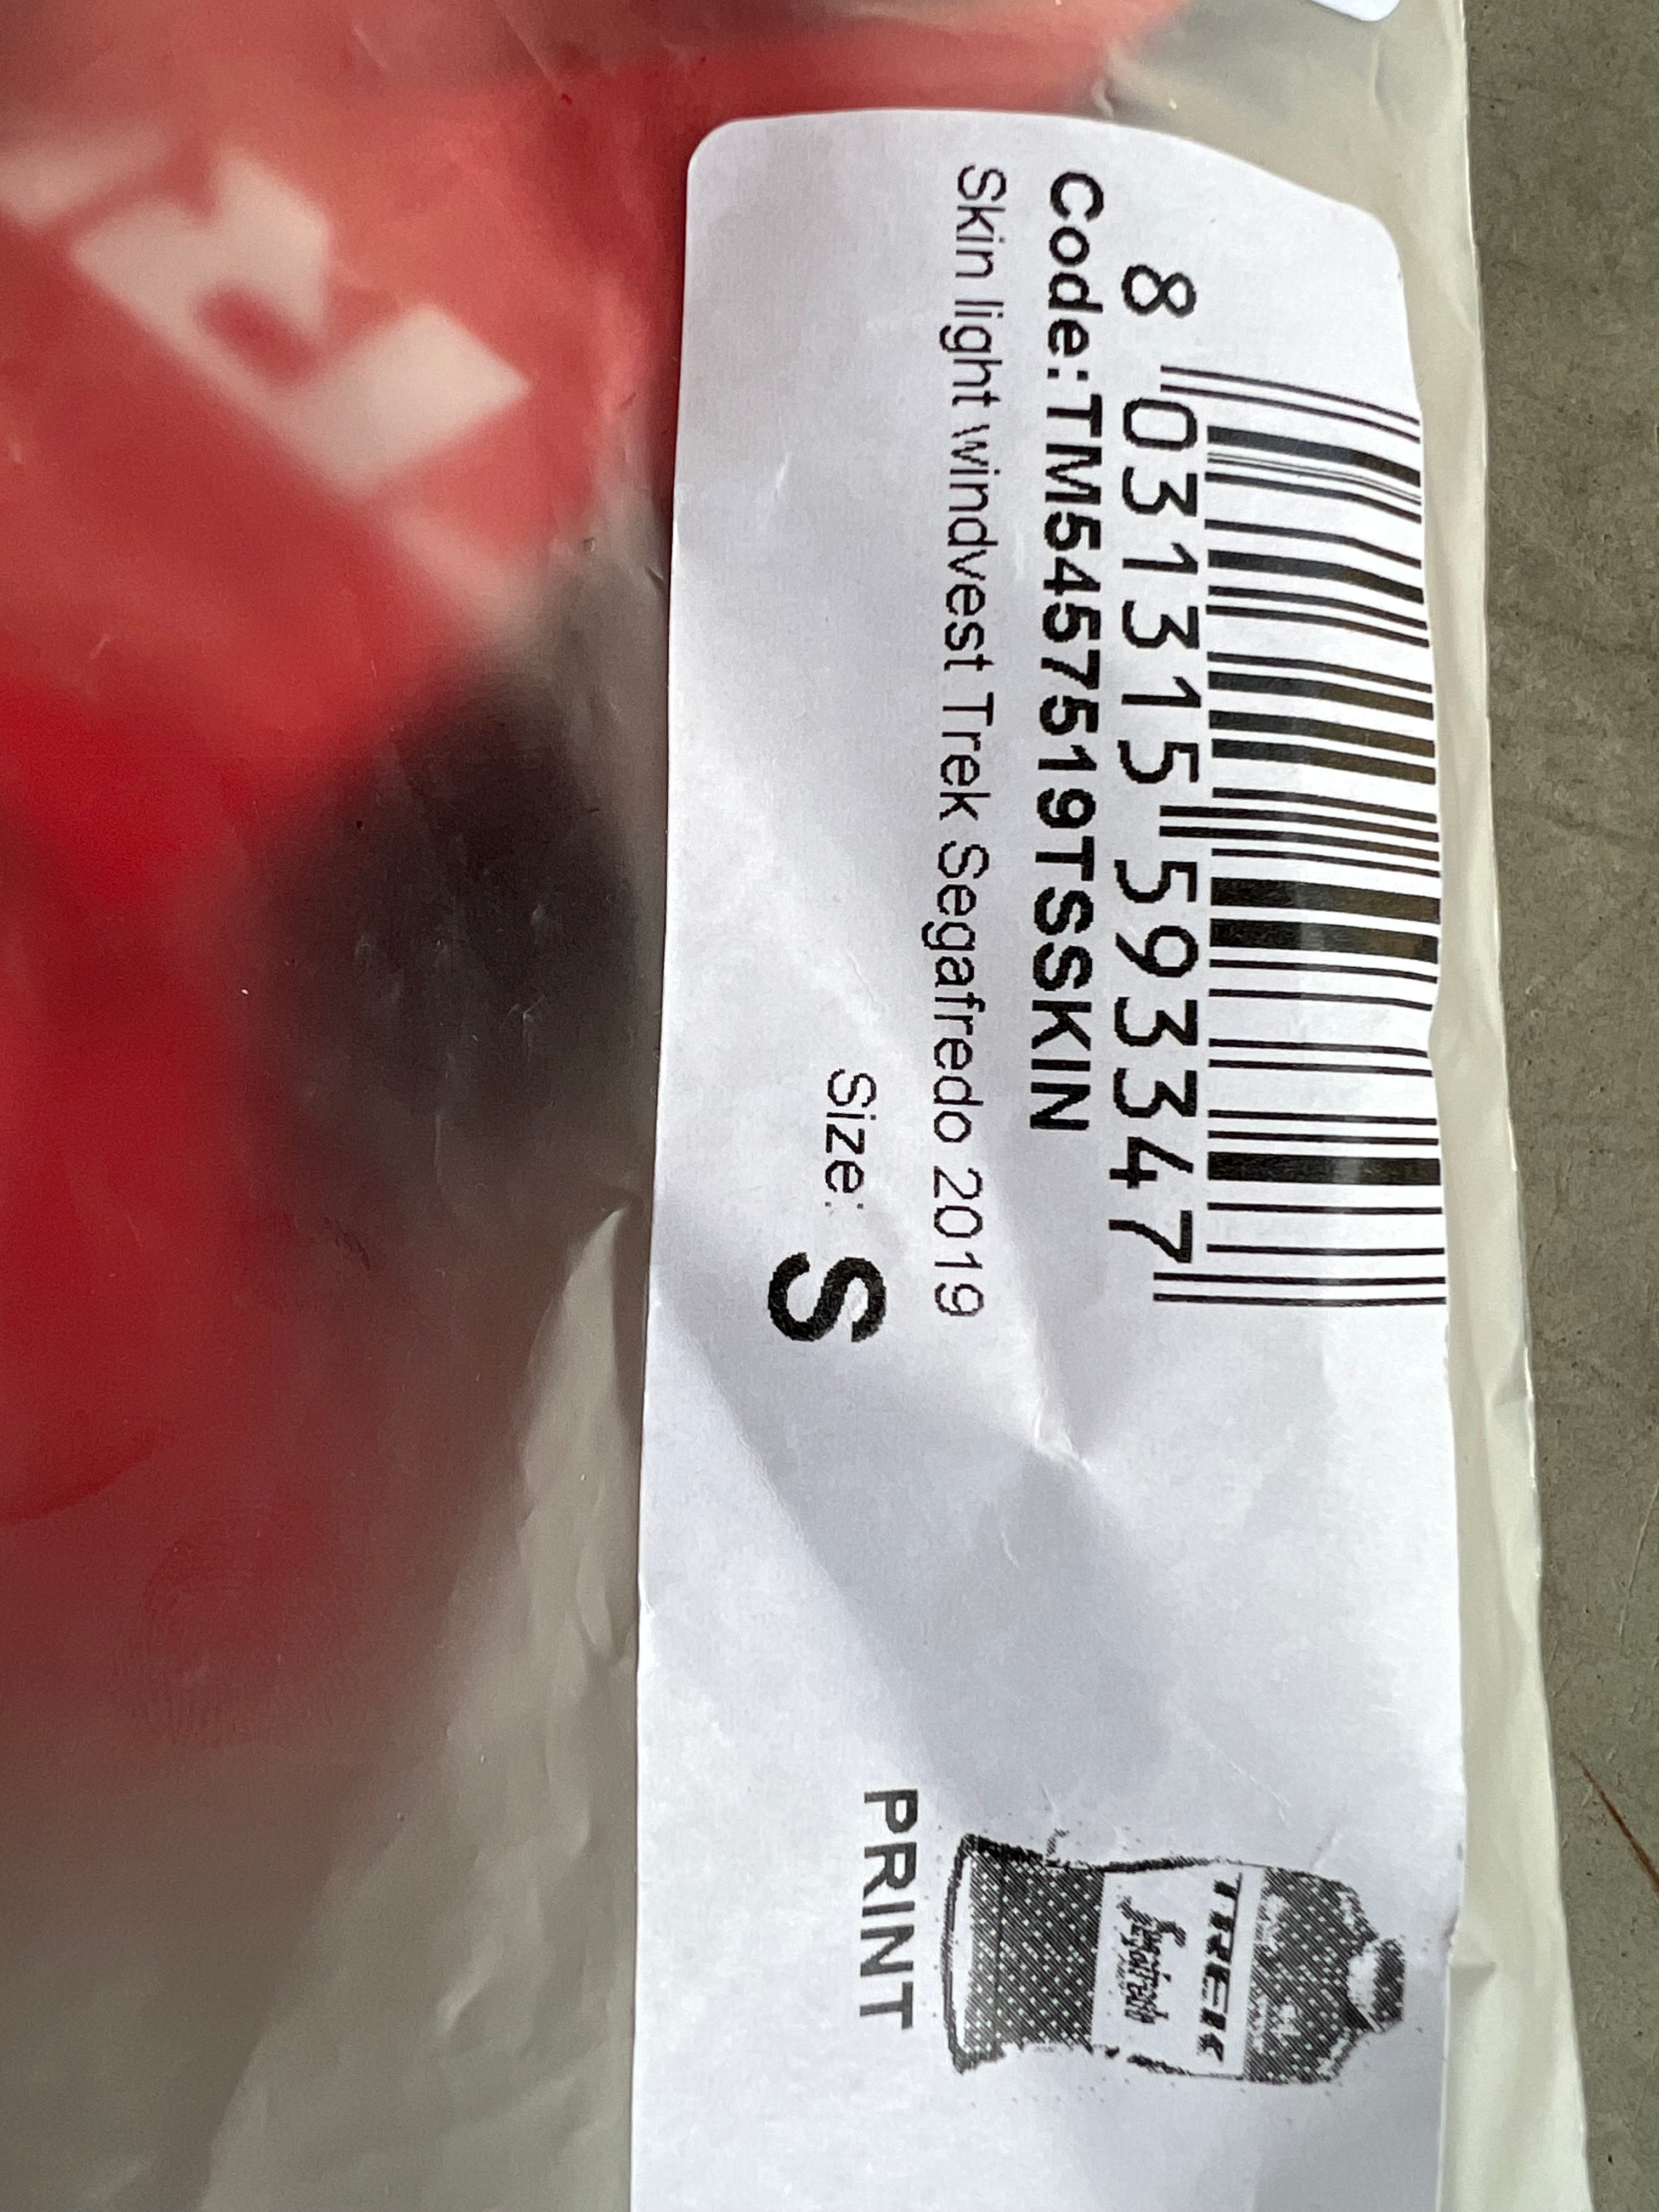 8 031315 593347
Code:TM5457519TSSKIN
Skin light windvest Trek Segafredo 2019
Size: S
TREK
PRINT